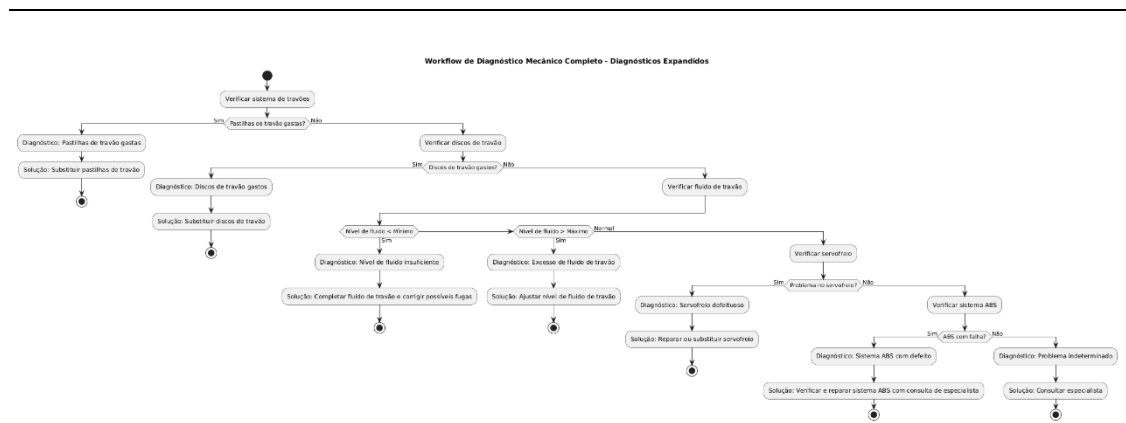 Workflow de Diagnóstico Mecânico Completo - Diagnósticos Expandidos
Verificar sistema de travões
Sim
Pastilhas de travão gastas?
Não
Diagnóstico: Pastilhas de travão gastas
Solução: Substituir pastilhas de travão
Verificar discos de travão
Sim
Discos de travão gastos?
Não
Diagnóstico: Discos de travão gastos
Solução: Substituir discos de travão
Verificar fluido de travão
Nível de fluido < Mínimo
Sim
Diagnóstico: Nível de fluido insuficiente
Solução: Completar fluido de travão e corrigir possíveis fugas
Nível de fluido > Máximo
Sim
Diagnóstico: Excesso de fluido de travão
Solução: Ajustar nível de fluido de travão
Normal
Verificar servofreio
Sim
Problema no servofreio?
Não
Diagnóstico: Servofreio defeituoso
Solução: Reparar ou substituir servofreio
Verificar sistema ABS
Sim
ABS com falha?
Não
Diagnóstico: Sistema ABS com defeito
Solução: Verificar e reparar sistema ABS com consulta de especialista
Diagnóstico: Problema indeterminado
Solução: Consultar especialista